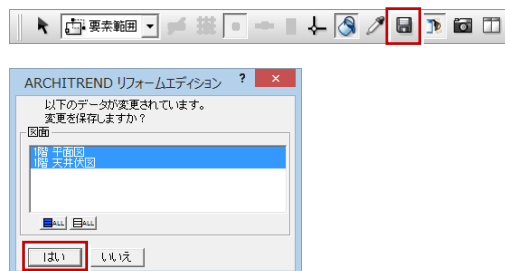 要素範囲
ARCHITREND リフォームエディション ? ×
以下のデータが変更されています。
変更を保存しますか?
図面
1階 平面図
1階 天井伏図
ALL ALL
はい いいえ